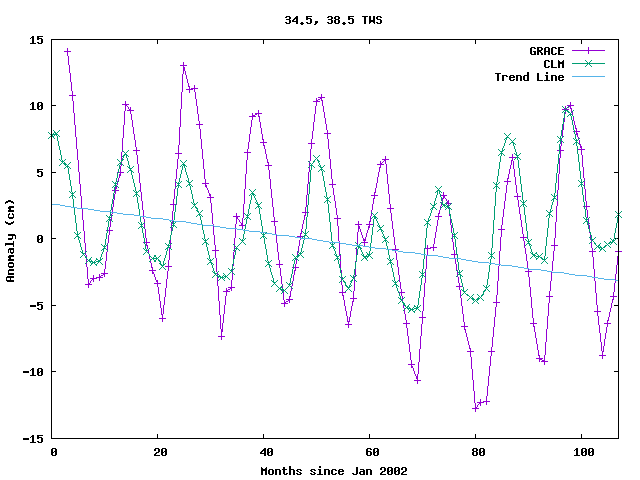 34.5, 38.5 TWS
GRACE
CLM
Trend Line
15
10
5
0
-5
-10
-15
Anomaly (cm)
0 20 40 60 80 100
Months since Jan 2002